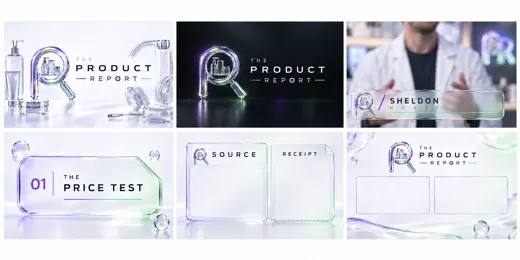 THE
PRODUCT
REPORT
THE
PRODUCT
REPORT
SHELDON
01
THE
PRICE TEST
SOURCE
RECEIPT
THE
PRODUCT
REPORT